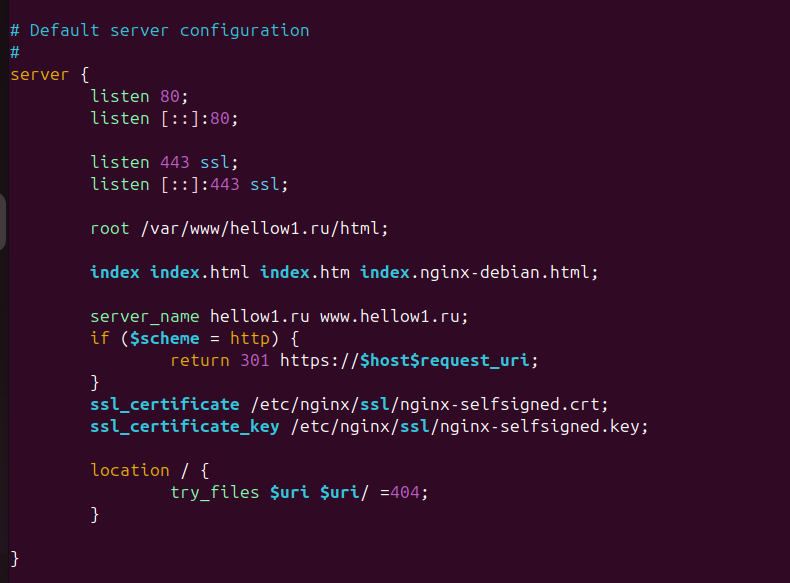 # Default server configuration
#
server {
listen 80;
listen [::]:80;
listen 443 ssl;
listen [::]:443 ssl;
root /var/www/hellow1.ru/html;
index index.html index.htm index.nginx-debian.html;
server_name hellow1.ru www.hellow1.ru;
if ($scheme = http) {
return 301 https://$host$request_uri;
}
ssl_certificate /etc/nginx/ssl/nginx-selfsigned.crt;
ssl_certificate_key /etc/nginx/ssl/nginx-selfsigned.key;
location / {
try_files $uri $uri/ =404;
}
}